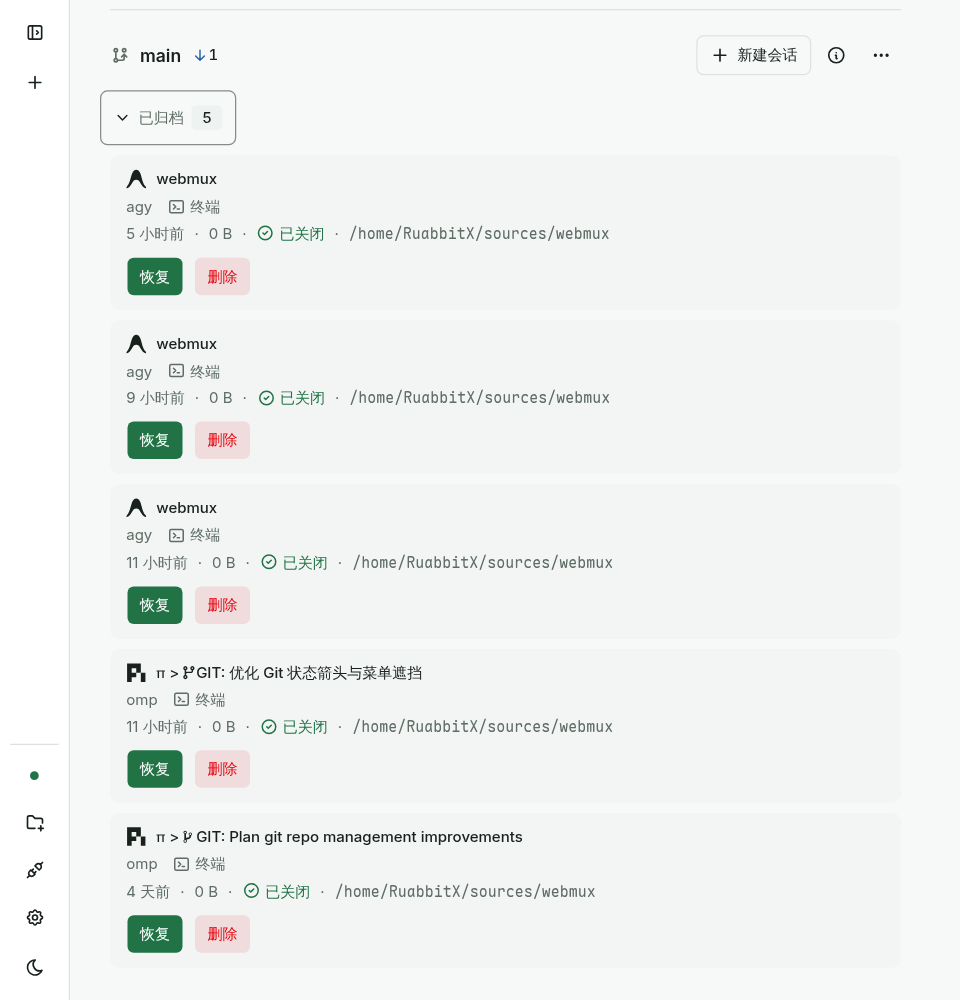 main 1 新建会话
已归档 5
webmux
agy 终端
5 小时前 · 0 B · 已关闭 · /home/RuabbitX/sources/webmux
恢复 删除
webmux
agy 终端
9 小时前 · 0 B · 已关闭 · /home/RuabbitX/sources/webmux
恢复 删除
webmux
agy 终端
11 小时前 · 0 B · 已关闭 · /home/RuabbitX/sources/webmux
恢复 删除
π > GIT: 优化 Git 状态箭头与菜单遮挡
omp 终端
11 小时前 · 0 B · 已关闭 · /home/RuabbitX/sources/webmux
恢复 删除
π > GIT: Plan git repo management improvements
omp 终端
4 天前 · 0 B · 已关闭 · /home/RuabbitX/sources/webmux
恢复 删除